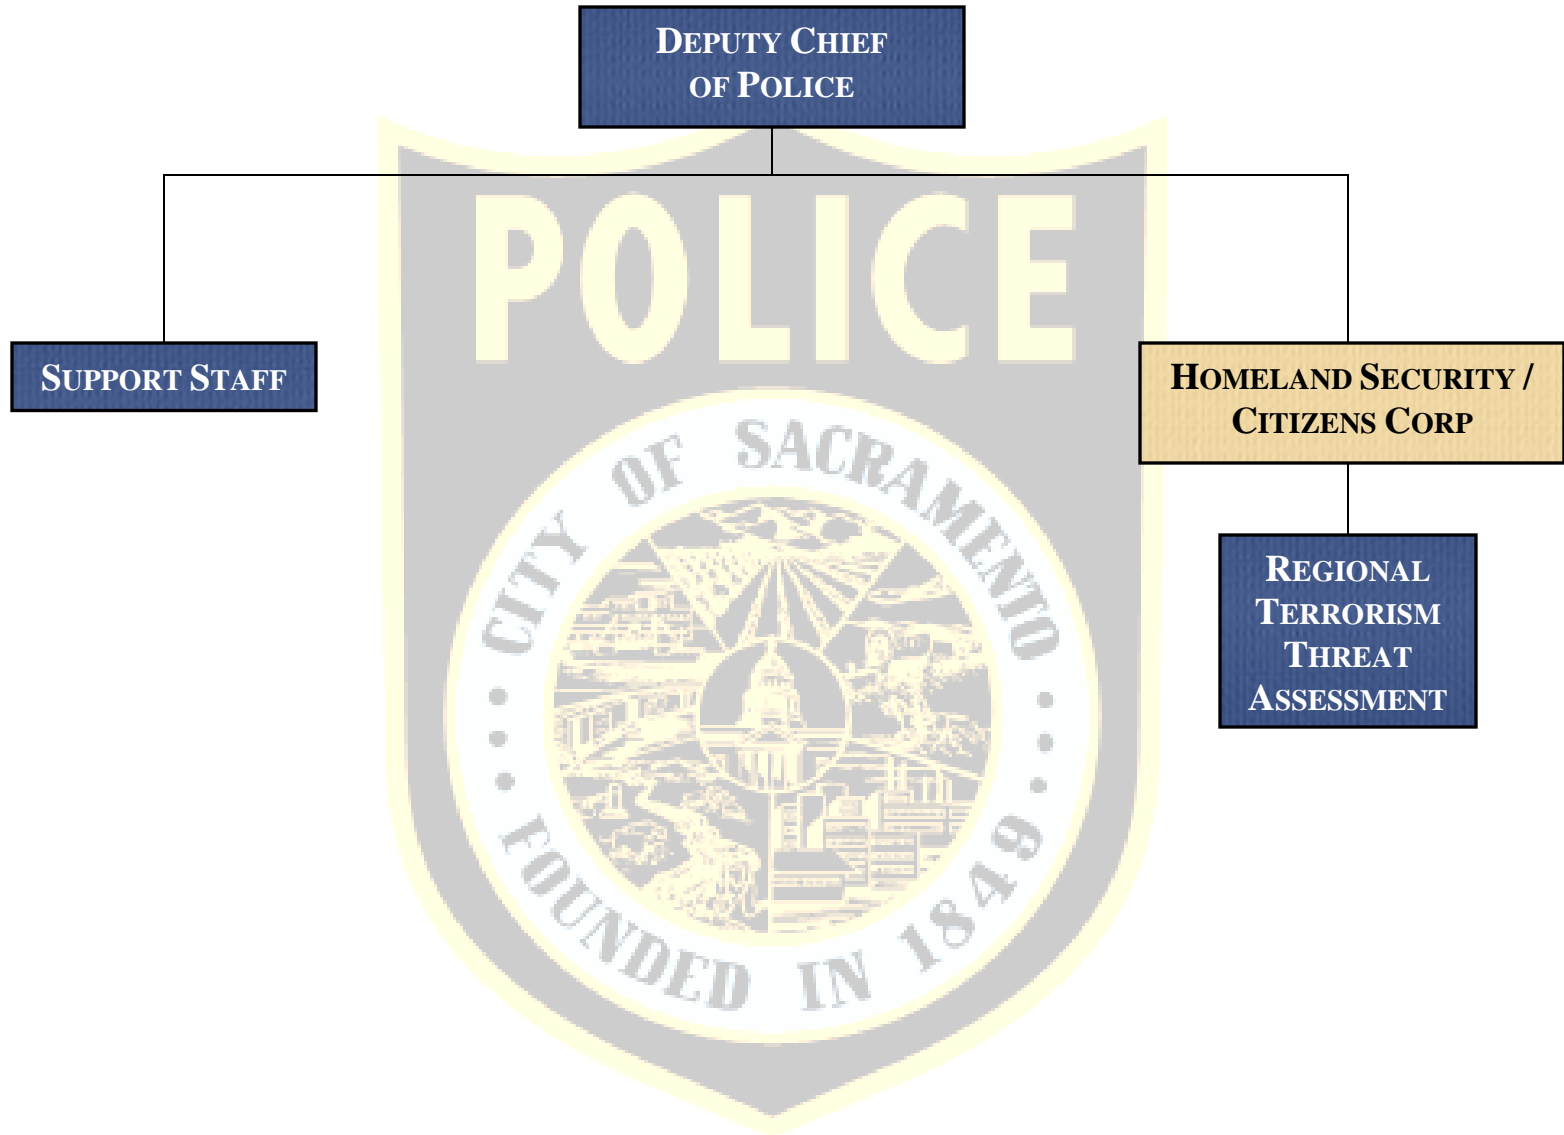 DEPUTY CHIEF
OF POLICE
POLICE
SUPPORT STAFF
HOMELAND SECURITY /
CITIZENS CORP
CITY OF SACRAMENTO
REGIONAL
TERRORISM
THREAT
ASSESSMENT
FOUNDED IN 1849